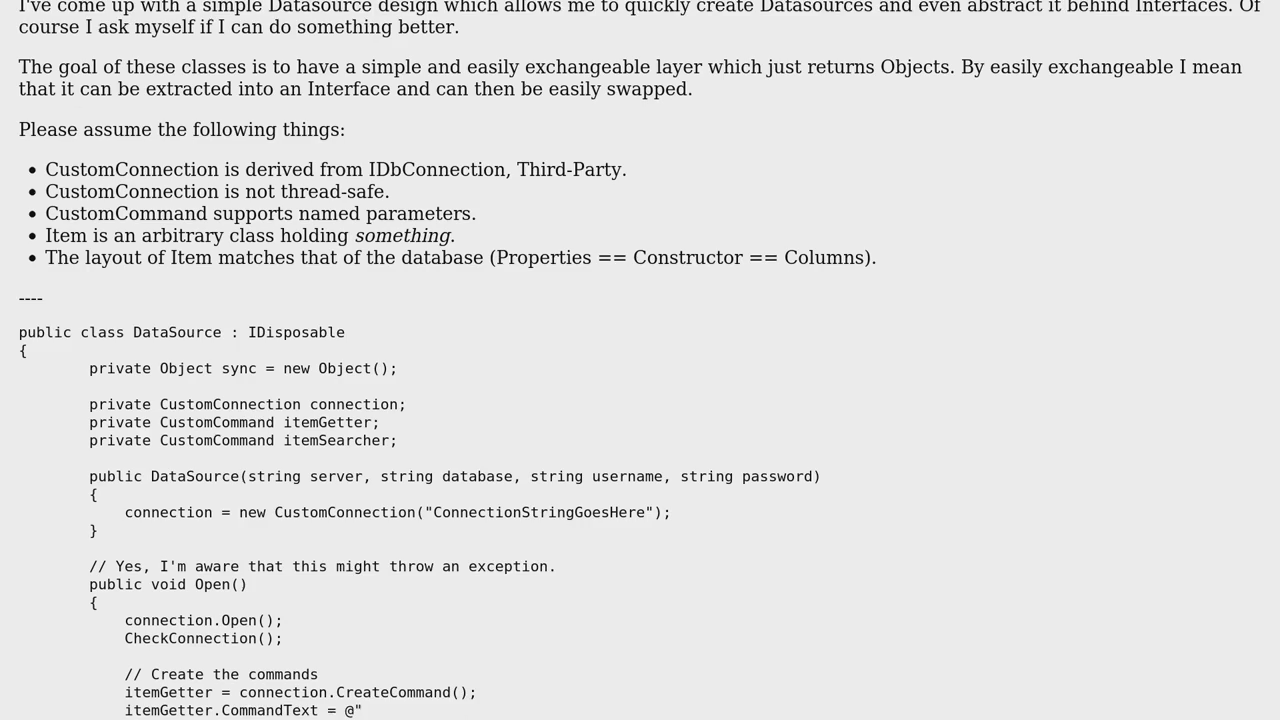 I've come up with a simple Datasource design which allows me to quickly create Datasources and even abstract it behind Interfaces. Of
course I ask myself if I can do something better.
The goal of these classes is to have a simple and easily exchangeable layer which just returns Objects. By easily exchangeable I mean
that it can be extracted into an Interface and can then be easily swapped.
Please assume the following things:
• CustomConnection is derived from IDbConnection, Third-Party.
• CustomConnection is not thread-safe.
• CustomCommand supports named parameters.
• Item is an arbitrary class holding something.
• The layout of Item matches that of the database (Properties == Constructor == Columns).
----
public class DataSource : IDisposable
{
        private Object sync = new Object();
        private CustomConnection connection;
        private CustomCommand itemGetter;
        private CustomCommand itemSearcher;
        public DataSource(string server, string database, string username, string password)
        {
            connection = new CustomConnection("ConnectionStringGoesHere");
        }
        // Yes, I'm aware that this might throw an exception.
        public void Open()
        {
            connection.Open();
            CheckConnection();
            // Create the commands
            itemGetter = connection.CreateCommand();
            itemGetter.CommandText = @"